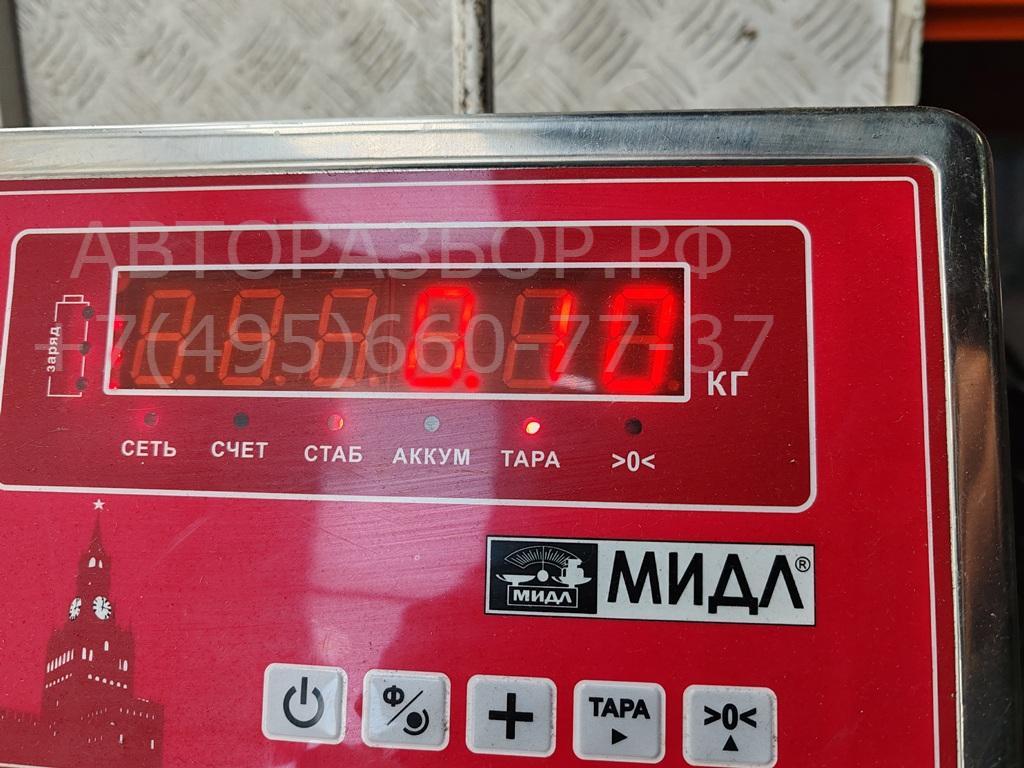 АВТОРАЗБОР.РФ
0.10
+7(495)660-77-37
заряд
КГ
СЕТЬ СЧЕТ СТАБ АККУМ ТАРА >0<
МИДЛ МИДЛ®
Ф ТАРА >0<